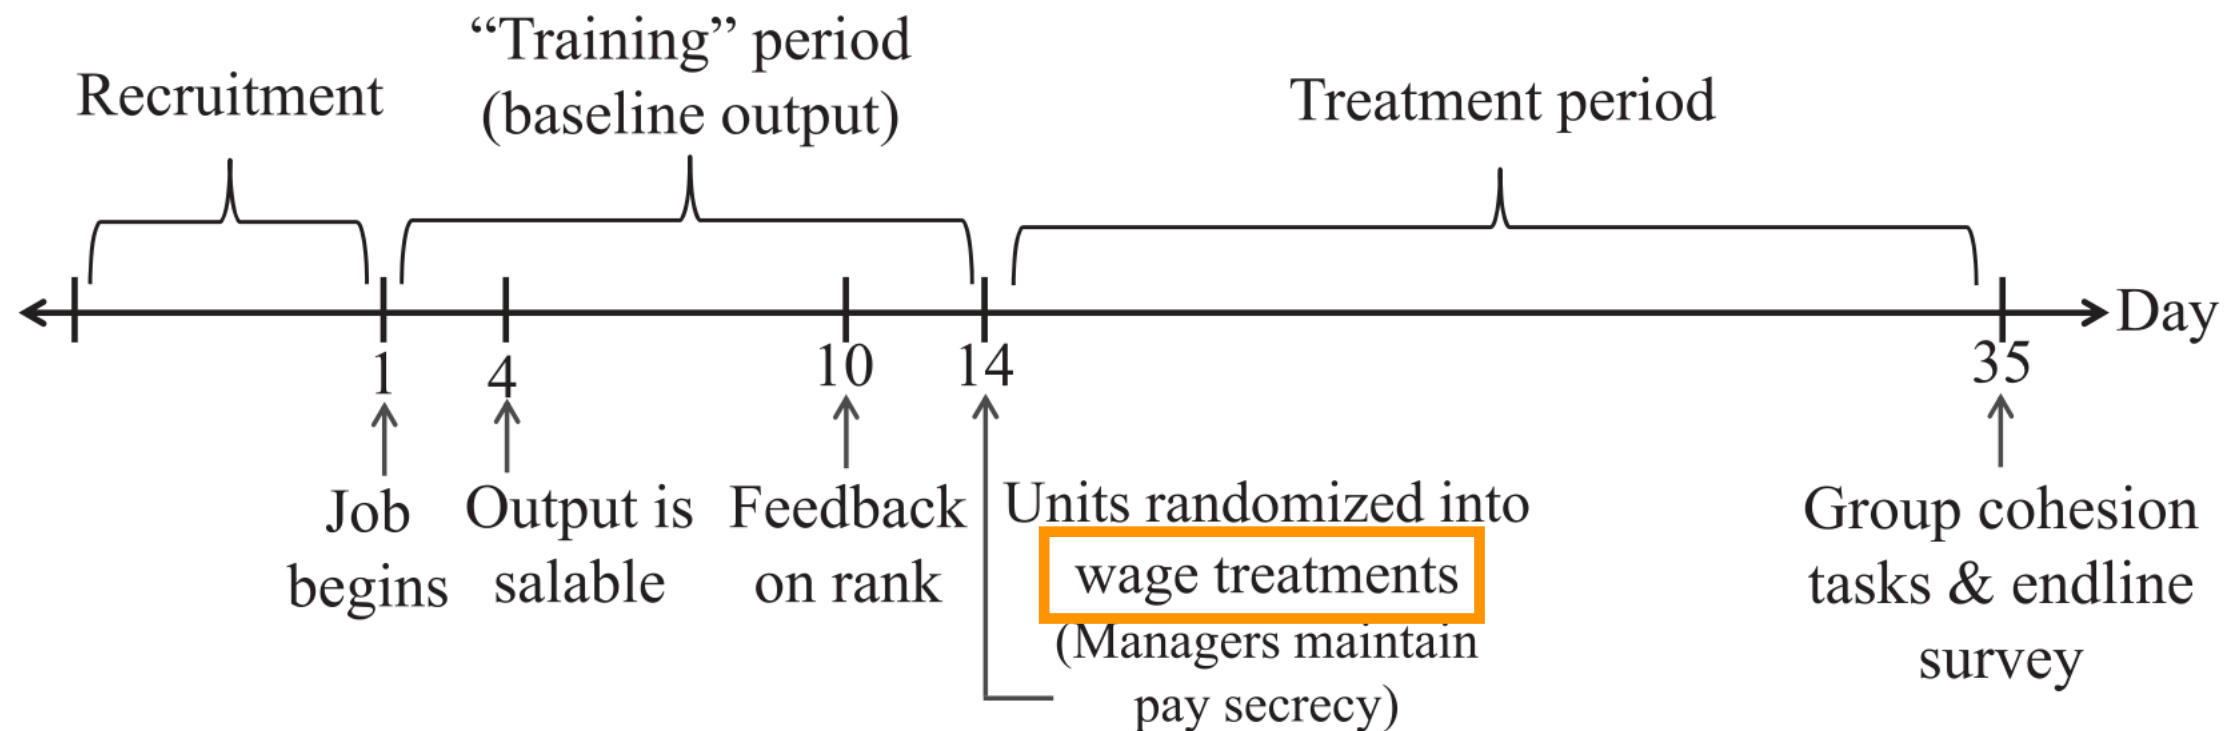 Recruitment
“Training” period
(baseline output)
Treatment period
Day
1
4
10
14
35
Job
begins
Output is
salable
Feedback
on rank
Units randomized into
wage treatments
(Managers maintain
pay secrecy)
Group cohesion
tasks & endline
survey